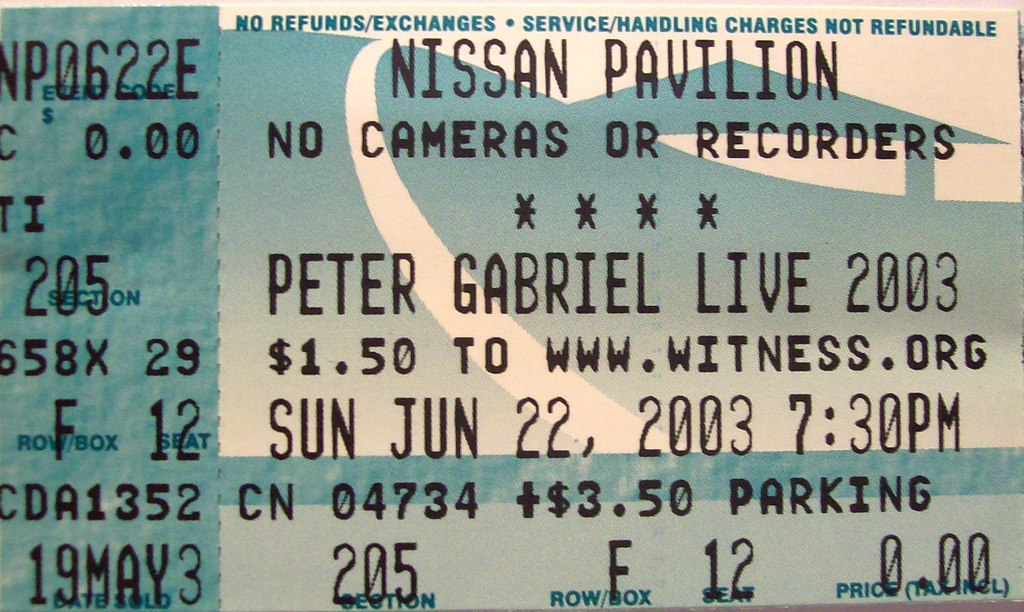 NO REFUNDS/EXCHANGES • SERVICE/HANDLING CHARGES NOT REFUNDABLE
NP0622E
EVENT CODE
$
C 0.00
TI
205
SECTION
658X 29
F 12
ROW/BOX SEAT
CDA1352
19MAY3
DATE SOLD
NISSAN PAVILION
NO CAMERAS OR RECORDERS
* * * *
PETER GABRIEL LIVE 2003
$1.50 TO WWW.WITNESS.ORG
SUN JUN 22, 2003 7:30PM
CN 04734 +$3.50 PARKING
205 F 12 0.00
SECTION ROW/BOX SEAT PRICE (TAX INCL)